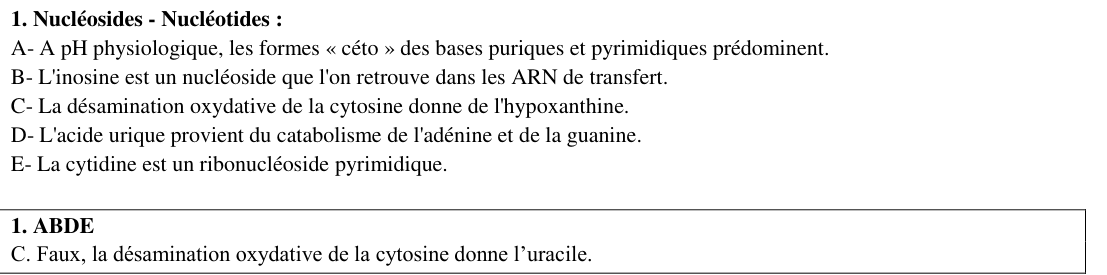 1. Nucléosides - Nucléotides :
A- A pH physiologique, les formes « céto » des bases puriques et pyrimidiques prédominent.
B- L'inosine est un nucléoside que l'on retrouve dans les ARN de transfert.
C- La désamination oxydative de la cytosine donne de l'hypoxanthine.
D- L'acide urique provient du catabolisme de l'adénine et de la guanine.
E- La cytidine est un ribonucléoside pyrimidique.
1. ABDE
C. Faux, la désamination oxydative de la cytosine donne l’uracile.